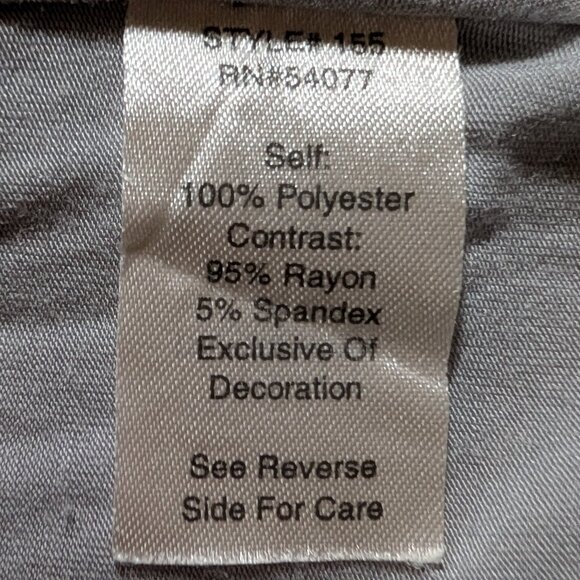 STYLE# 155
RN#54077
Self:
100% Polyester
Contrast:
95% Rayon
5% Spandex
Exclusive Of
Decoration
See Reverse
Side For Care